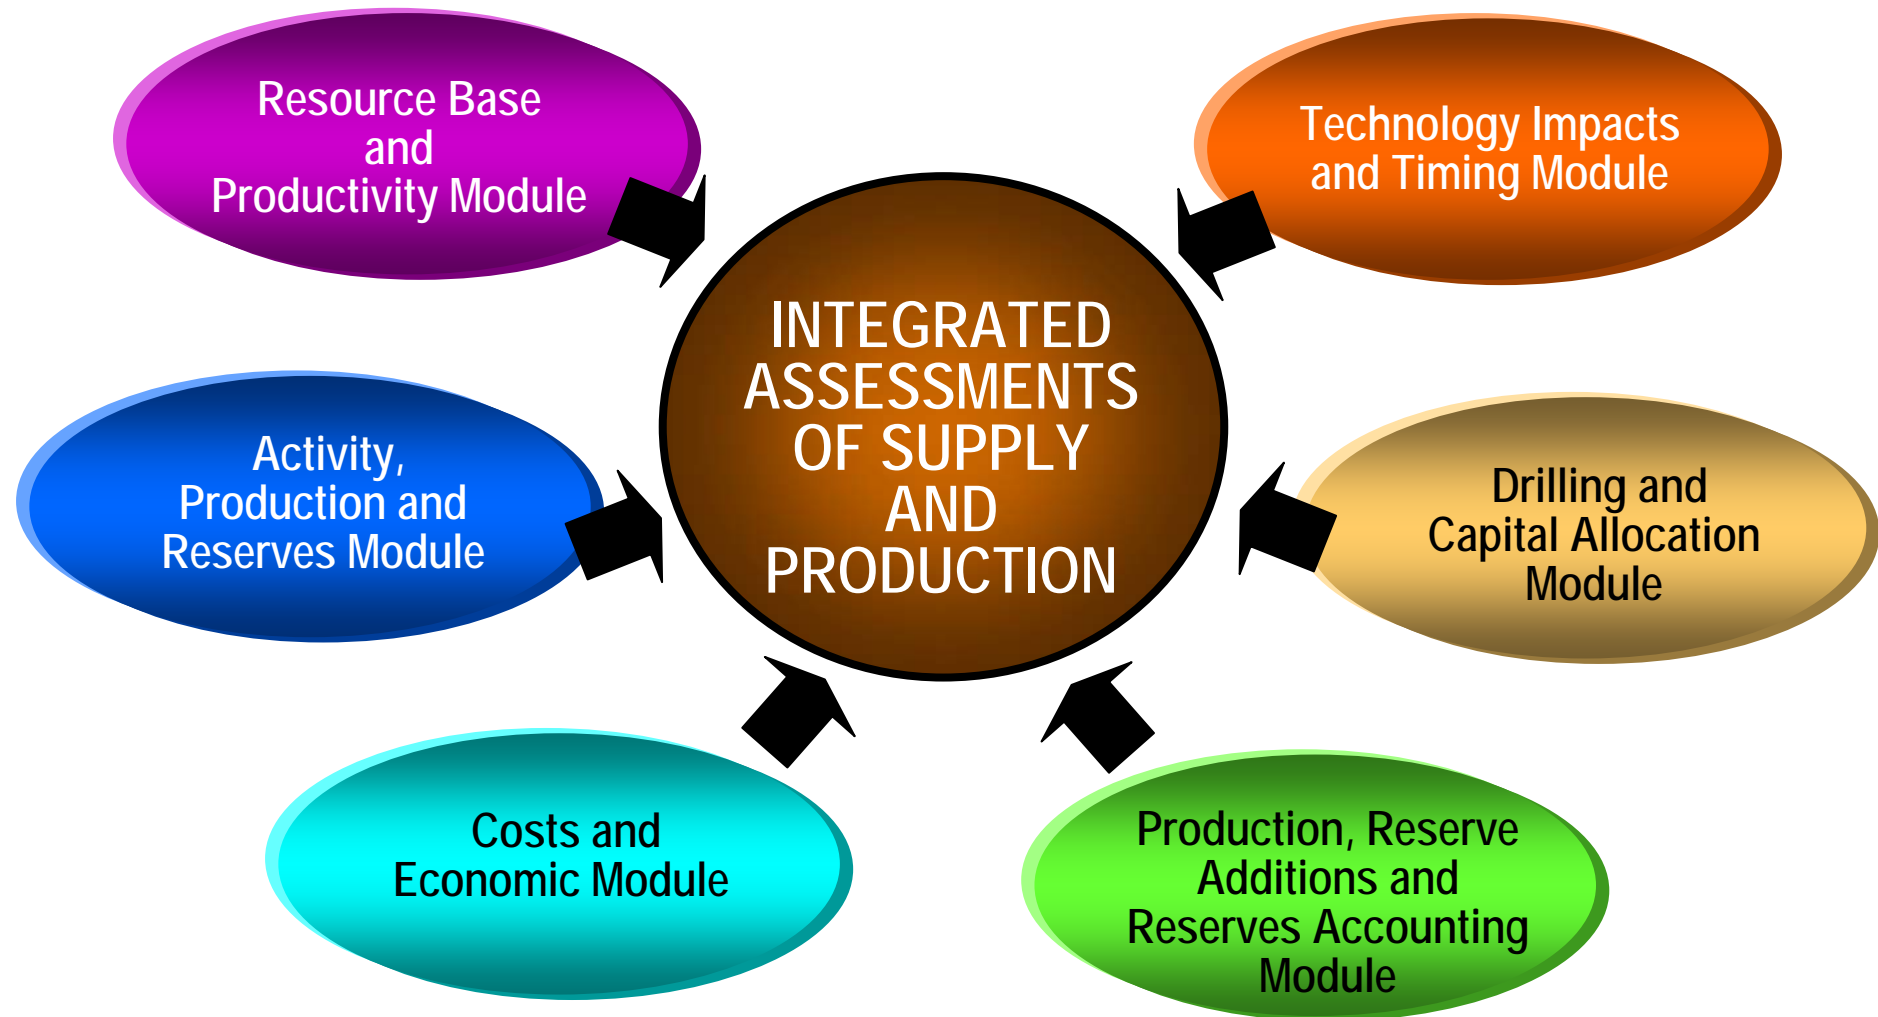 Resource Base
and
Productivity Module
Technology Impacts
and Timing Module
INTEGRATED
ASSESSMENTS
OF SUPPLY
AND
PRODUCTION
Activity,
Production and
Reserves Module
Drilling and
Capital Allocation
Module
Costs and
Economic Module
Production, Reserve
Additions and
Reserves Accounting
Module